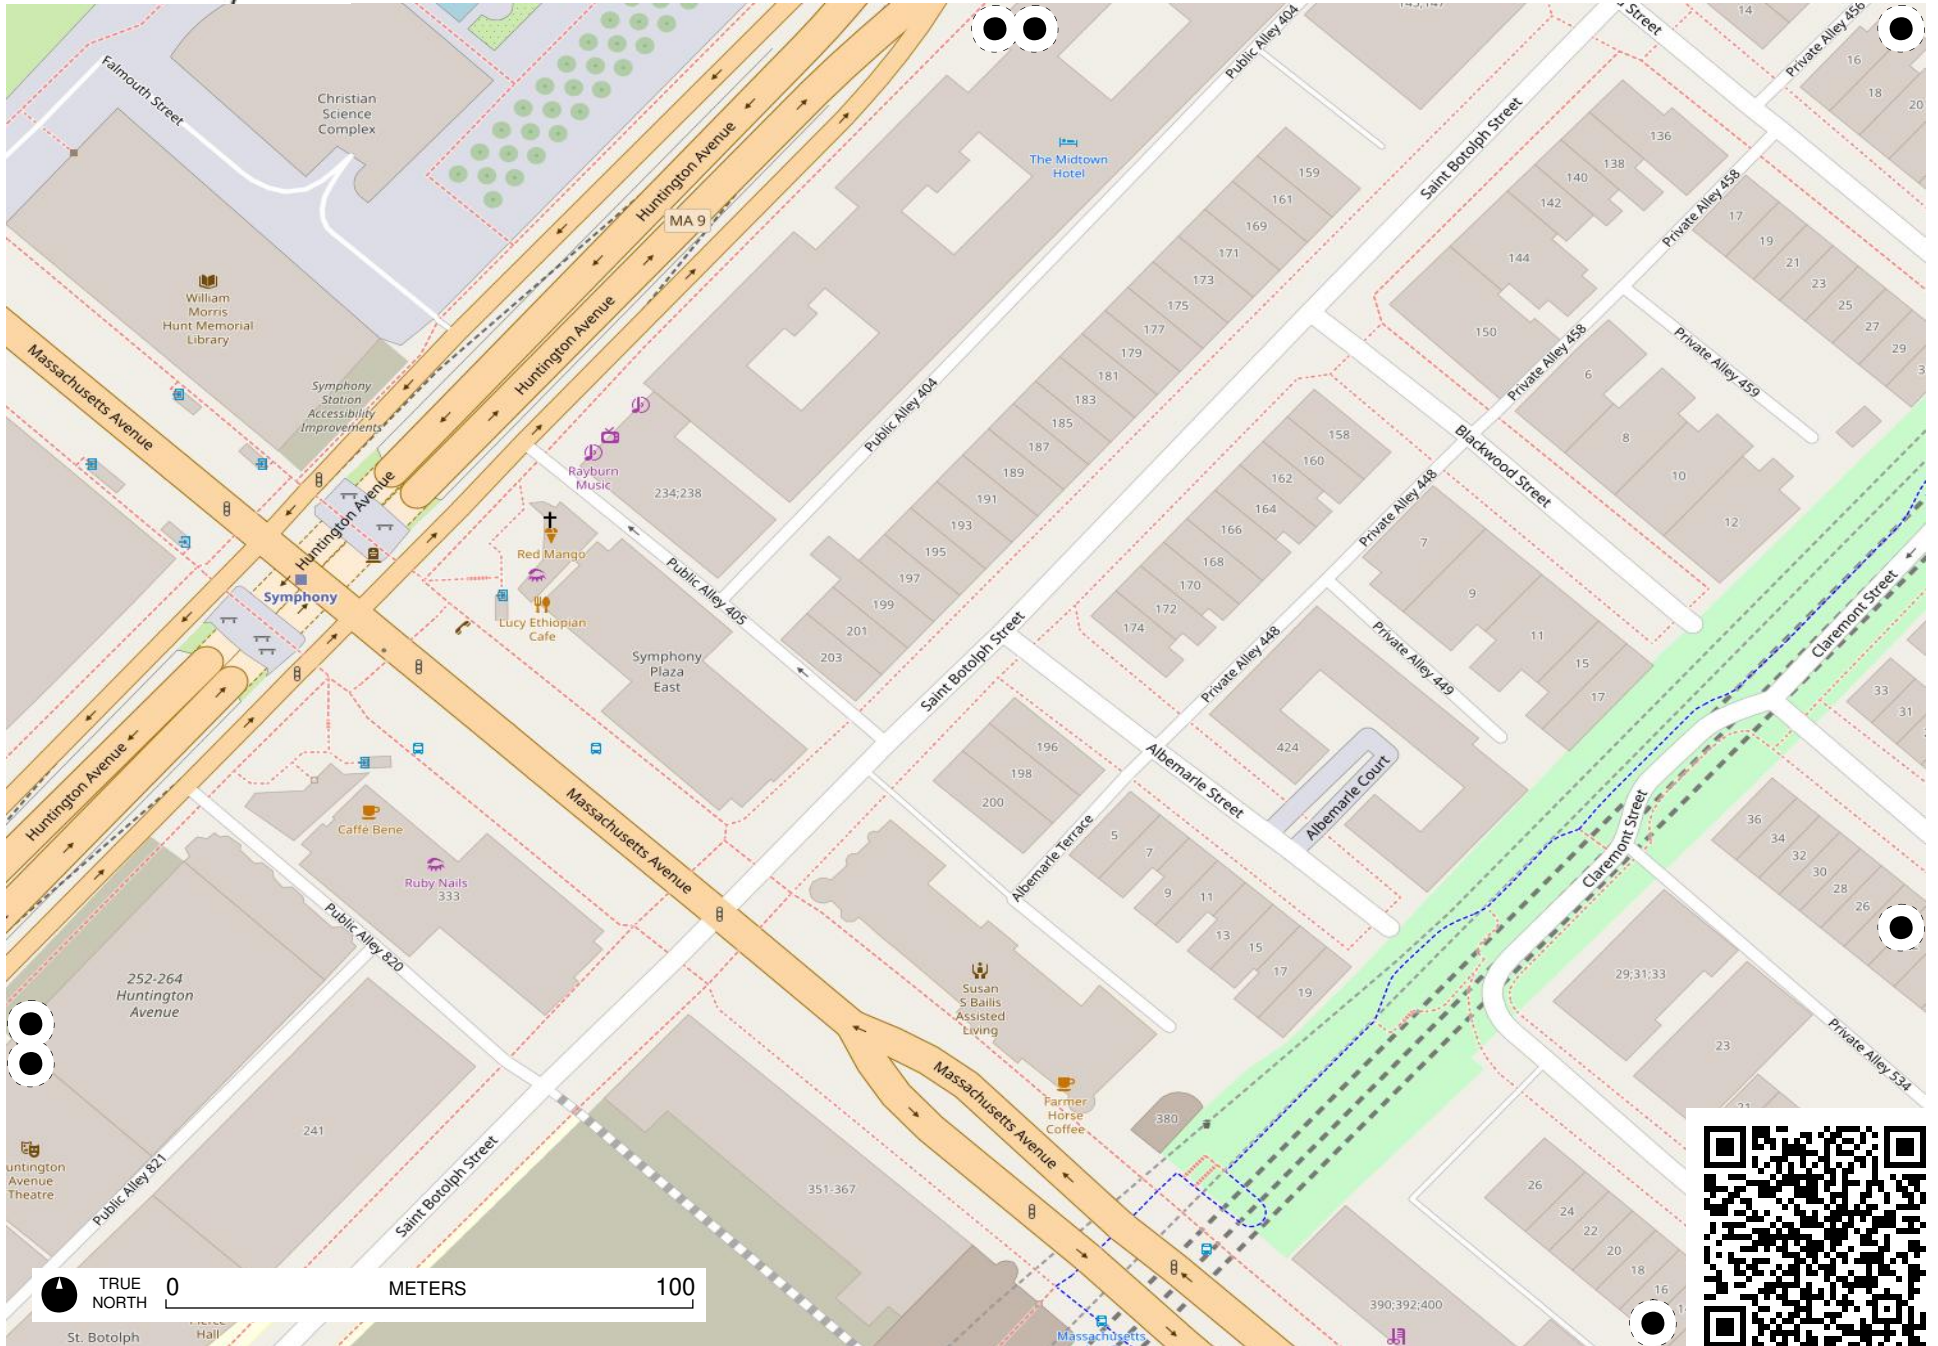 Falmouth Street
Christian
Science
Complex
Huntington Avenue
MA 9
The Midtown
Hotel
Public Alley 404
143;147
Saint Botolph Street
Street
14
Private Alley 456
16
18
20
136
138
140
142
144
150
Private Alley 458
17
19
21
23
25
27
29
159
161
169
171
173
175
177
179
181
183
185
187
189
191
193
195
197
199
201
203
William
Morris
Hunt Memorial
Library
Massachusetts Avenue
Symphony
Station
Accessibility
Improvements
Huntington Avenue
Huntington Avenue
Symphony
Rayburn
Music
234;238
Red Mango
Lucy Ethiopian
Cafe
Public Alley 404
Public Alley 405
Symphony
Plaza
East
Saint Botolph Street
158
160
162
164
166
168
170
172
174
Private Alley 458
6
8
10
12
Private Alley 459
Blackwood Street
Private Alley 448
7
9
11
15
17
Private Alley 449
Private Alley 448
424
Albemarle Court
Albemarle Street
Albemarle Terrace
196
198
200
5
7
9
11
13
15
17
19
Claremont Street
33
31
Claremont Street
36
34
32
30
28
26
29;31;33
23
21
Private Alley 534
Huntington Avenue
Caffé Bene
Ruby Nails
333
Massachusetts Avenue
Public Alley 820
252-264
Huntington
Avenue
241
untington
Avenue
Theatre
Public Alley 821
Saint Botolph Street
Susan
S Bailis
Assisted
Living
Farmer
Horse
Coffee
380
Massachusetts Avenue
351-367
26
24
22
20
18
16
390;392;400
Massachusetts
TRUE
NORTH
0
METERS
100
St. Botolph
Hall